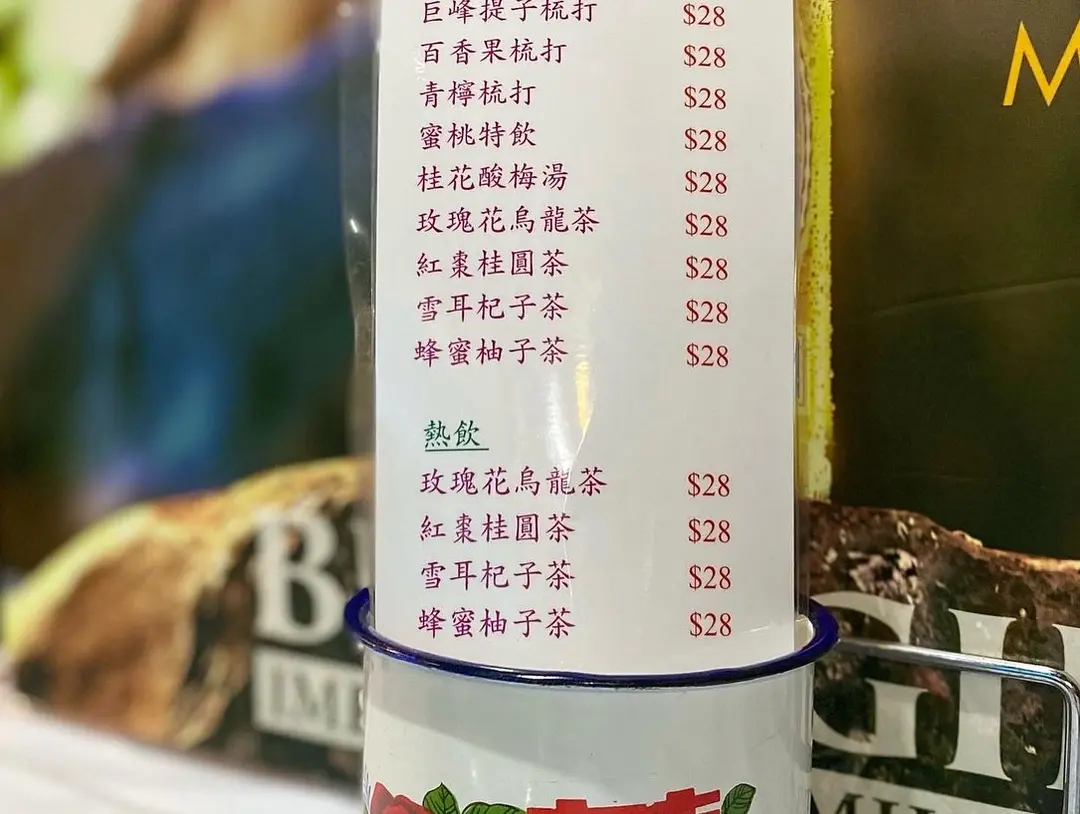 巨峰提子梳打 $28
百香果梳打 $28
青檸梳打 $28
蜜桃特飲 $28
桂花酸梅湯 $28
玫瑰花烏龍茶 $28
紅棗桂圓茶 $28
雪耳杞子茶 $28
蜂蜜柚子茶 $28
熱飲
玫瑰花烏龍茶 $28
紅棗桂圓茶 $28
雪耳杞子茶 $28
蜂蜜柚子茶 $28
M